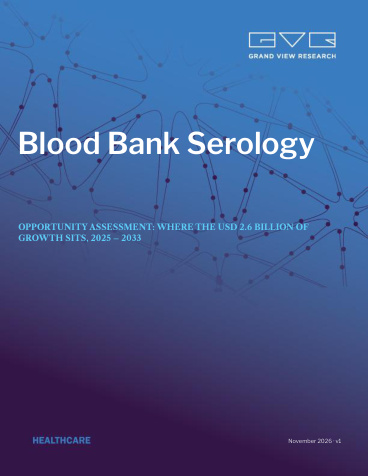 GRAND VIEW RESEARCH
Blood Bank Serology
OPPORTUNITY ASSESSMENT: WHERE THE USD 2.6 BILLION OF
GROWTH SITS, 2025 – 2033
HEALTHCARE
November 2026 · v1